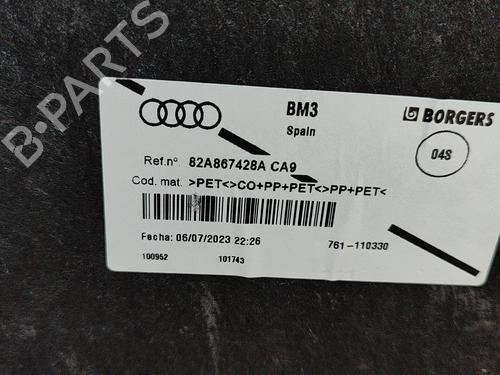 B-PARTS
BM3
Spain
BORGERS
04S
Ref.nº 82A867428A CA9
Cod. mat. >PET<>CO+PP+PET<>PP+PET<
Fecha: 06/07/2023 22:26
761-110330
100952 101743